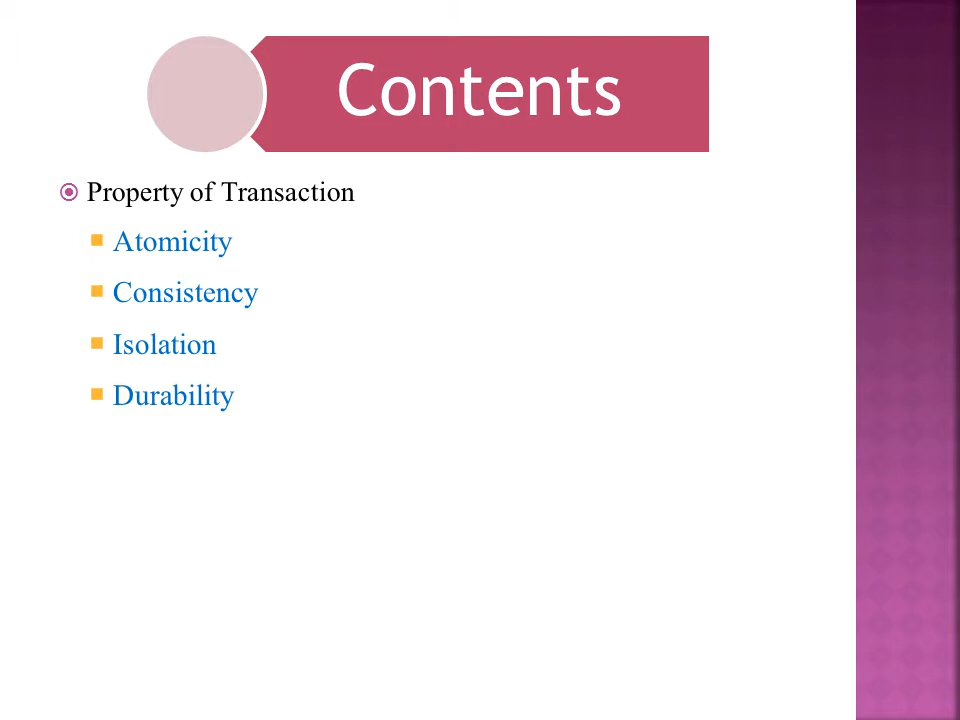 Contents
Property of Transaction
Atomicity
Consistency
Isolation
Durability